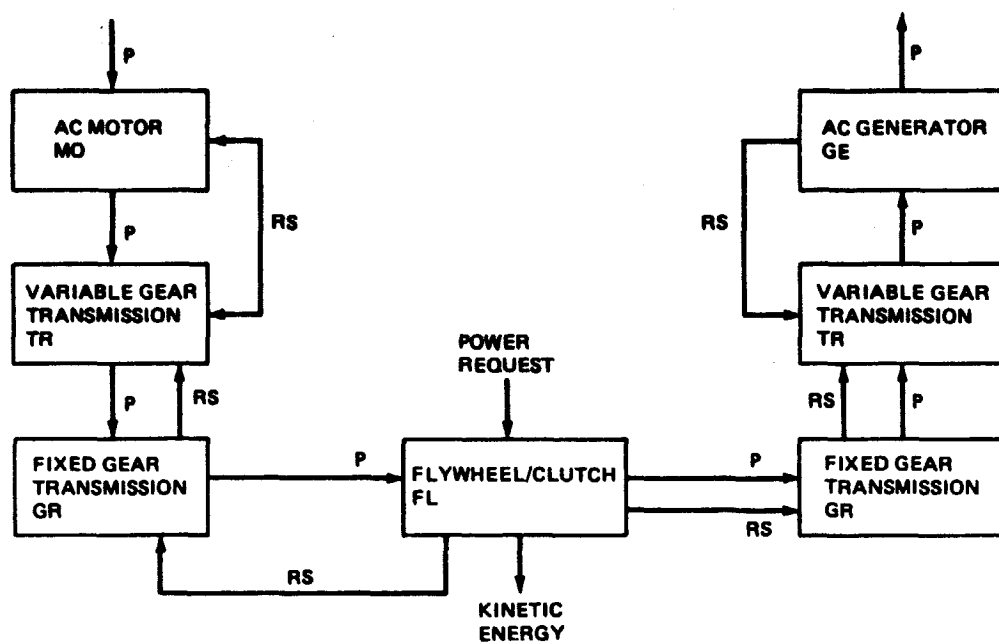 P
P
AC MOTOR
MO
AC GENERATOR
GE
RS
RS
P
P
VARIABLE GEAR
TRANSMISSION
TR
VARIABLE GEAR
TRANSMISSION
TR
POWER
REQUEST
P
RS
RS
P
FIXED GEAR
TRANSMISSION
GR
P
FLYWHEEL/CLUTCH
FL
P
RS
FIXED GEAR
TRANSMISSION
GR
RS
KINETIC
ENERGY